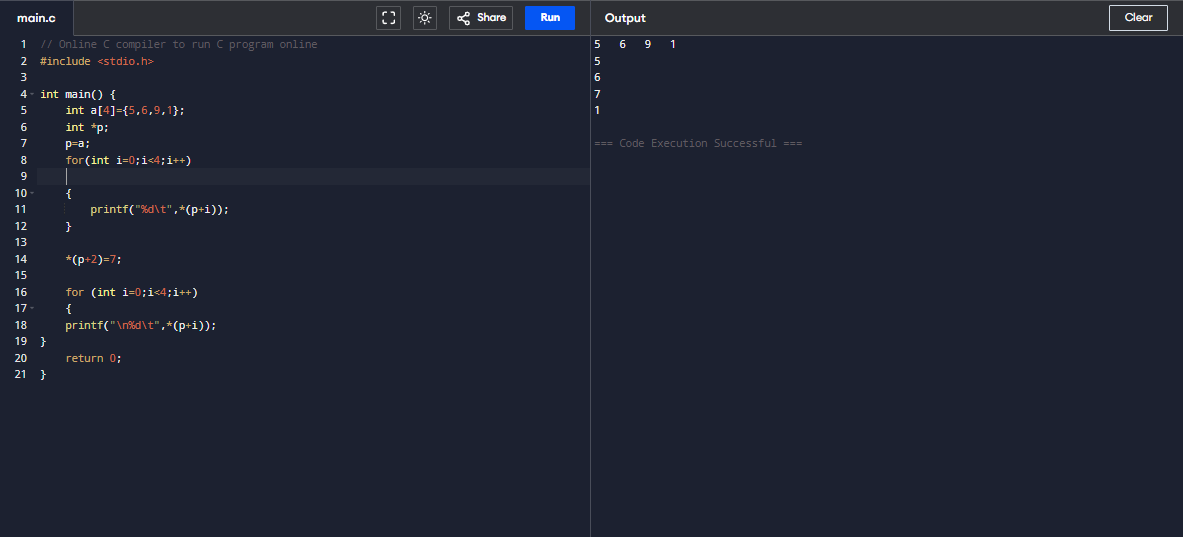 main.c Share Run Output Clear
1 // Online C compiler to run C program online
2 #include <stdio.h>
3
4 int main() {
5 int a[4]={5,6,9,1};
6 int *p;
7 p=a;
8 for(int i=0;i<4;i++)
9
10 {
11 printf("%d\t",*(p+i));
12 }
13
14 *(p+2)=7;
15
16 for (int i=0;i<4;i++)
17 {
18 printf("\n%d\t",*(p+i));
19 }
20 return 0;
21 }
5 6 9 1
5
6
7
1
=== Code Execution Successful ===